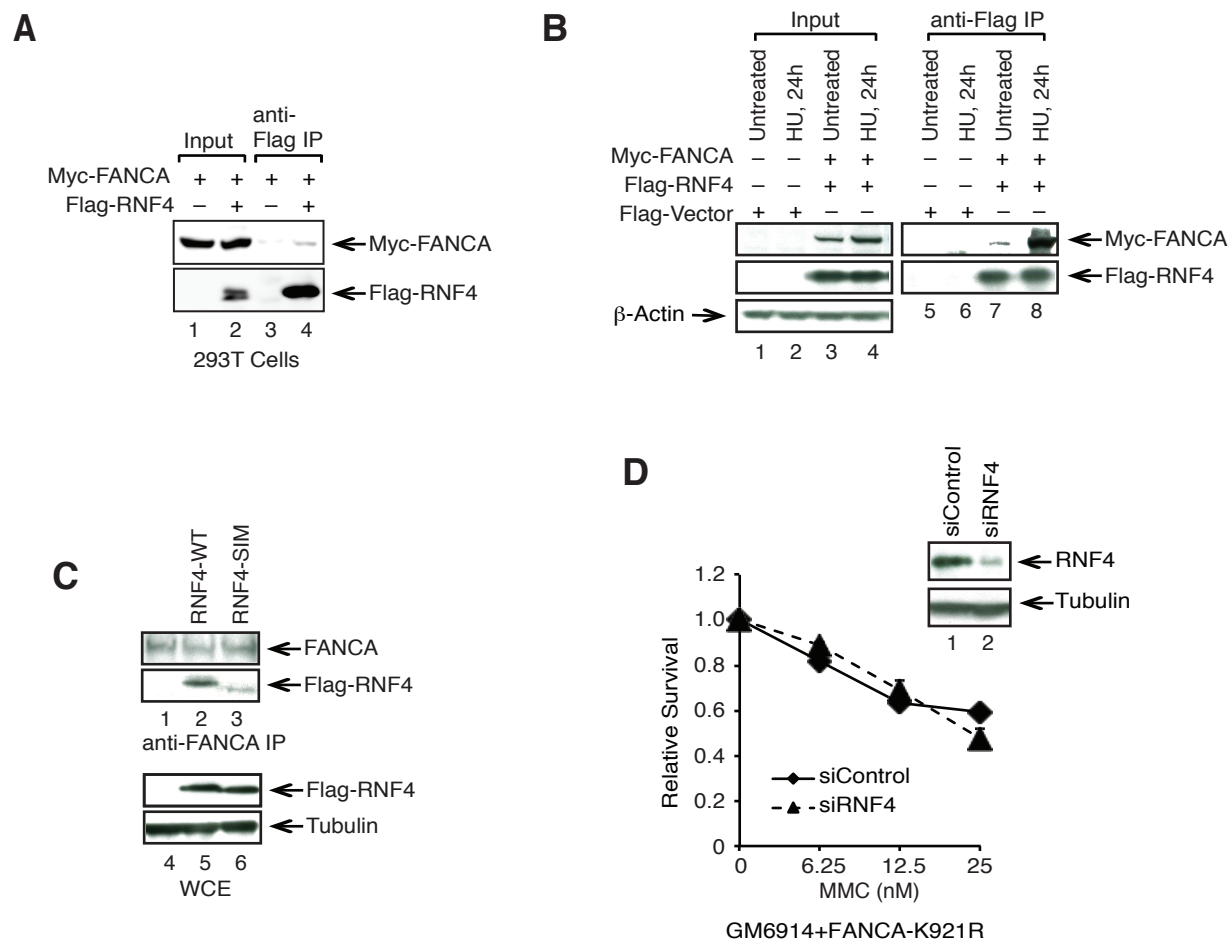 A
Input
anti-
Flag IP
Myc-FANCA + + + +
Flag-RNF4 – + – +
Myc-FANCA
Flag-RNF4
1 2 3 4
293T Cells
B
Input
anti-Flag IP
Untreated HU, 24h Untreated HU, 24h Untreated HU, 24h Untreated HU, 24h
Myc-FANCA – – + + – – + +
Flag-RNF4 – – + + – – + +
Flag-Vector + + – – + + – –
Myc-FANCA
Flag-RNF4
β-Actin
5 6 7 8
1 2 3 4
C
RNF4-WT
RNF4-SIM
FANCA
Flag-RNF4
1 2 3
anti-FANCA IP
Flag-RNF4
Tubulin
4 5 6
WCE
D
siControl
siRNF4
RNF4
Tubulin
1 2
1.2
1.0
0.8
0.6
0.4
0.2
0
Relative Survival
siControl
siRNF4
0 6.25 12.5 25
MMC (nM)
GM6914+FANCA-K921R